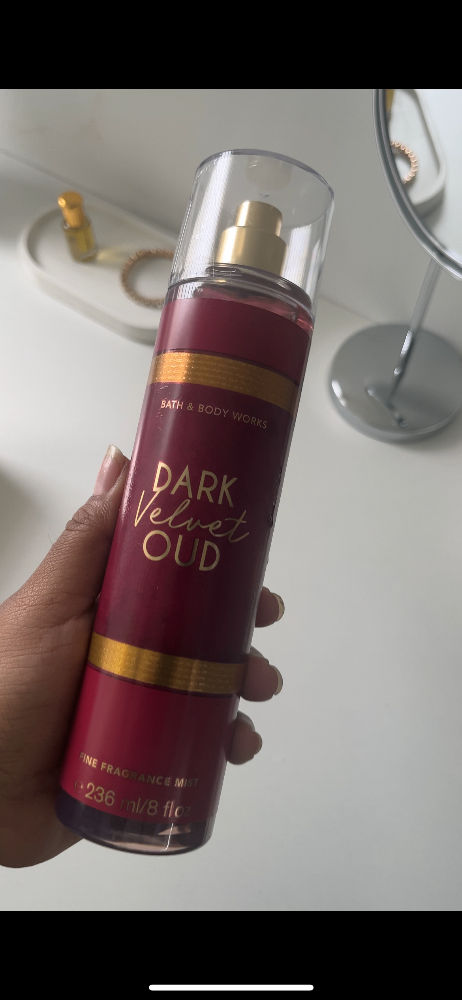 BATH & BODY WORKS
DARK
Velvet
OUD
FINE FRAGRANCE MIST
236 ml/8 fl oz